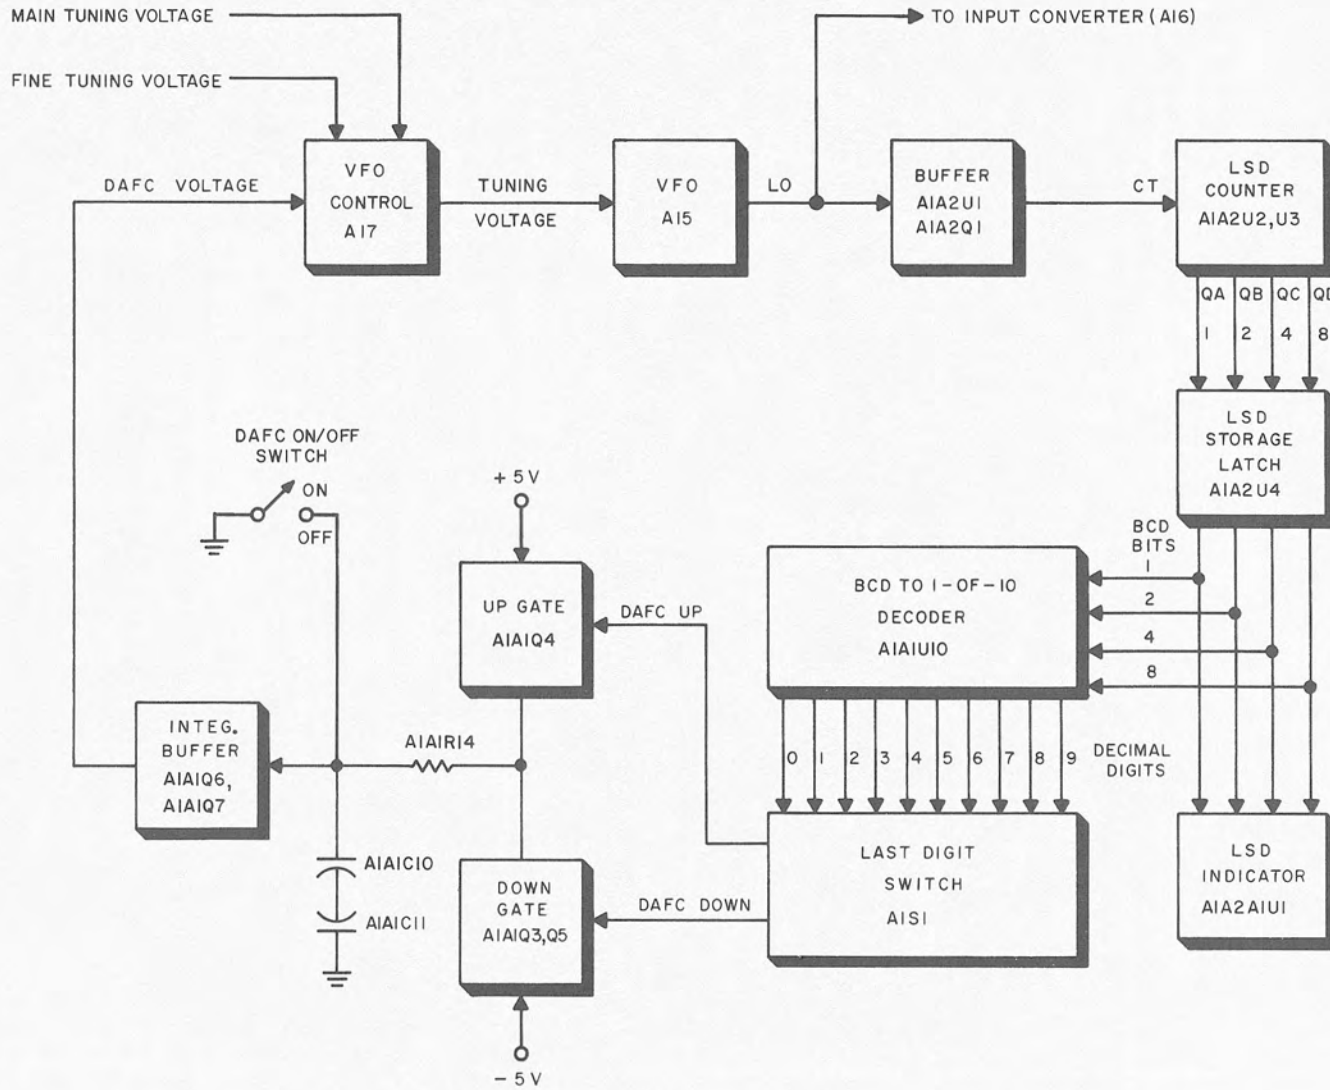 MAIN TUNING VOLTAGE
TO INPUT CONVERTER (A16)
FINE TUNING VOLTAGE
DAFC VOLTAGE
VFO
CONTROL
A17
TUNING
VOLTAGE
VFO
A15
LO
BUFFER
A1A2U1
A1A2Q1
CT
LSD
COUNTER
A1A2U2,U3
QA QB QC QD
1 2 4 8
LSD
STORAGE
LATCH
A1A2U4
DAFC ON/OFF
SWITCH
ON
OFF
+5V
UP GATE
A1A1Q4
DAFC UP
BCD TO 1-OF-10
DECODER
A1A1U10
BCD
BITS
1
2
4
8
INTEG.
BUFFER
A1A1Q6,
A1A1Q7
A1A1R14
0 1 2 3 4 5 6 7 8 9
DECIMAL
DIGITS
A1A1C10
A1A1C11
DOWN
GATE
A1A1Q3,Q5
DAFC DOWN
LAST DIGIT
SWITCH
A1S1
LSD
INDICATOR
A1A2A1U1
-5V